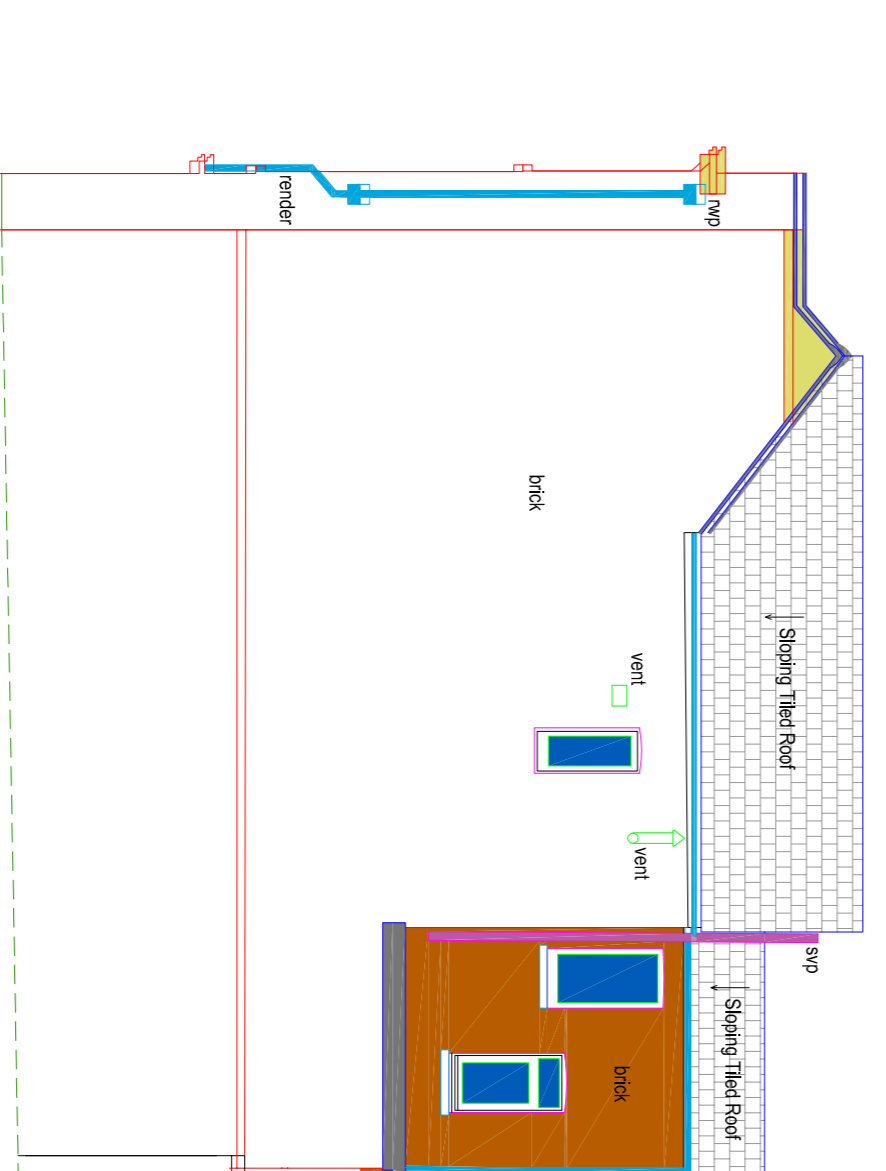 Sloping Tiled Roof
svp
Sloping Tiled Roof
rwp
vent
vent
brick
brick
render